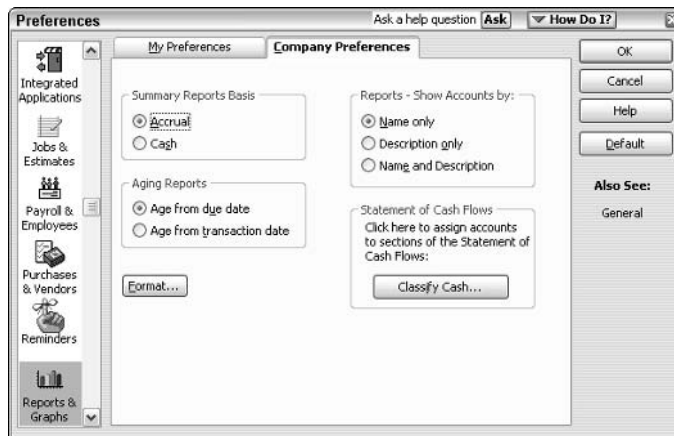 Preferences
Ask a help question Ask
How Do I?
Integrated
Applications
Jobs &
Estimates
Payroll &
Employees
Purchases
& Vendors
Reminders
Reports &
Graphs
My Preferences
Company Preferences
Summary Reports Basis
Accrual
Cash
Aging Reports
Age from due date
Age from transaction date
Format...
Reports - Show Accounts by:
Name only
Description only
Name and Description
Statement of Cash Flows
Click here to assign accounts
to sections of the Statement of
Cash Flows:
Classify Cash...
OK
Cancel
Help
Default
Also See:
General